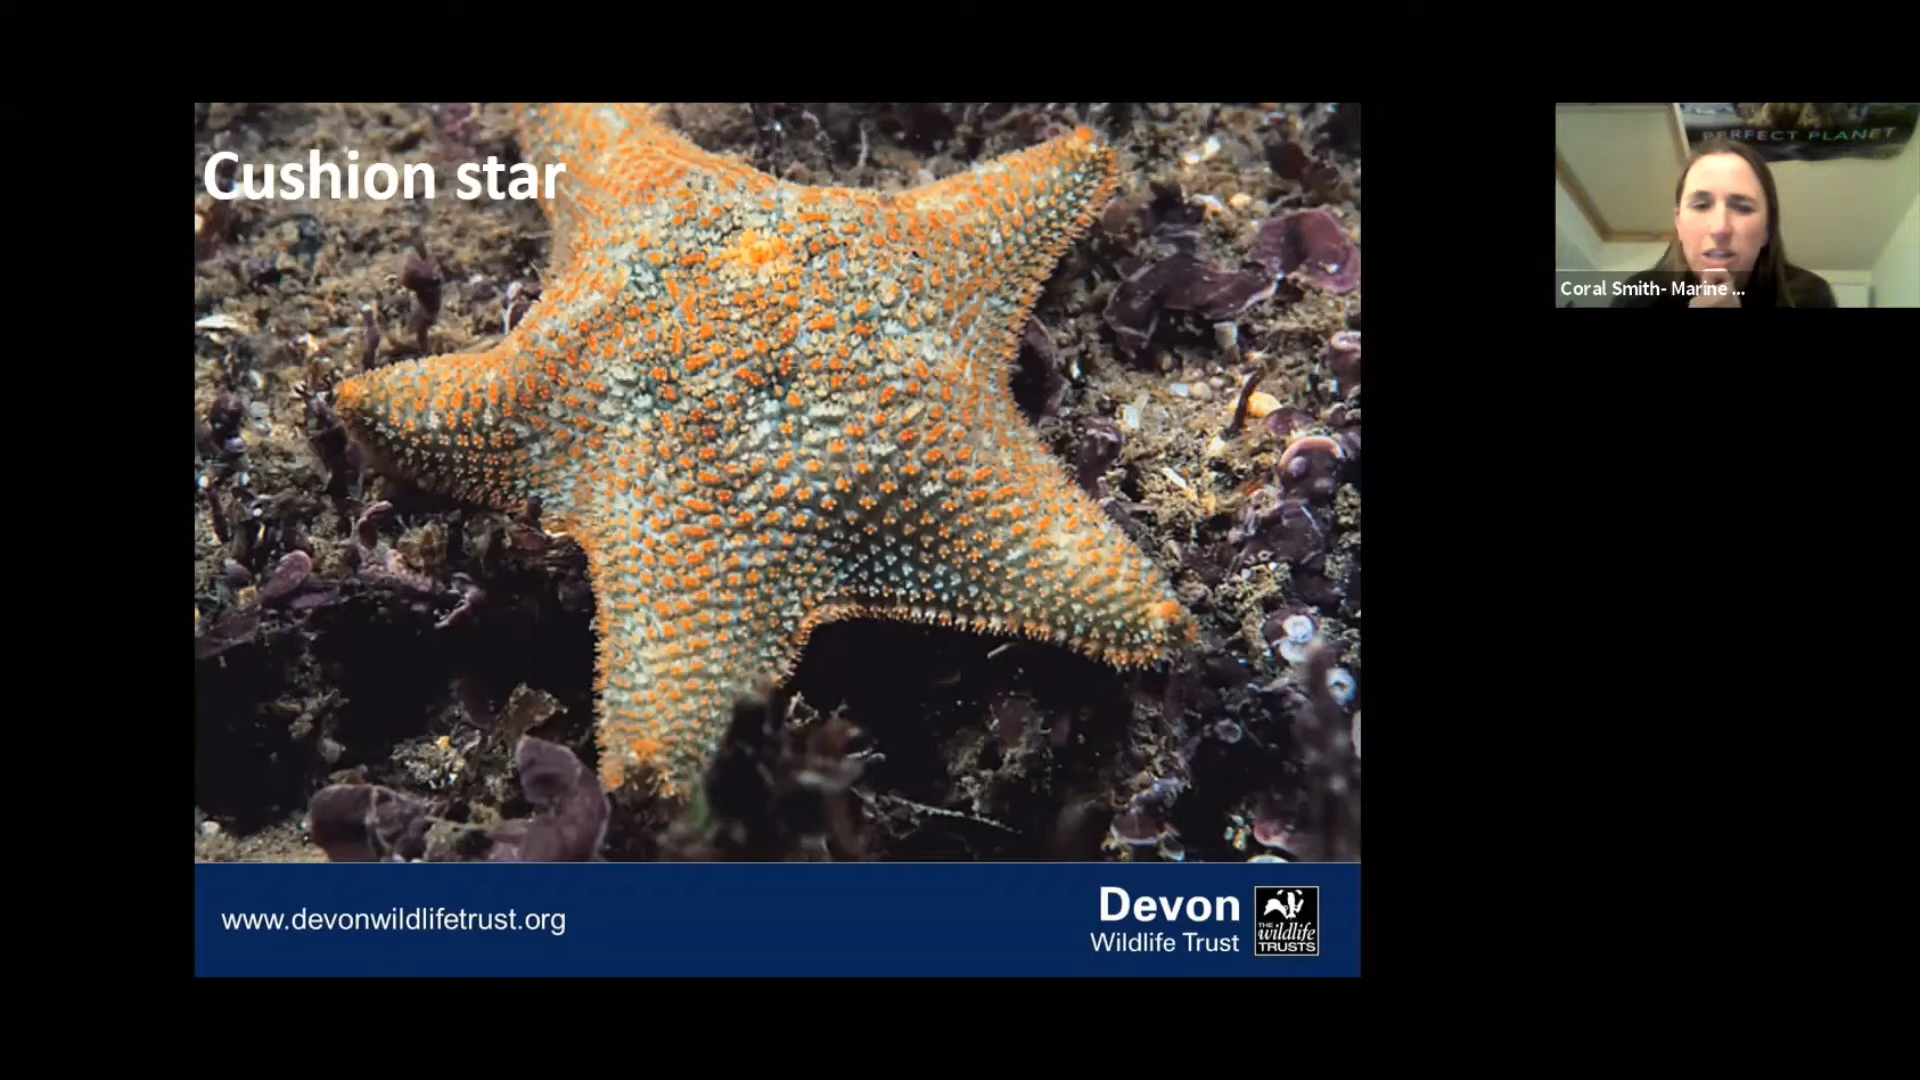 Cushion star
PERFECT PLANET
Coral Smith- Marine ...
www.devonwildlifetrust.org
Devon
Wildlife Trust
THE
wildlife
TRUSTS